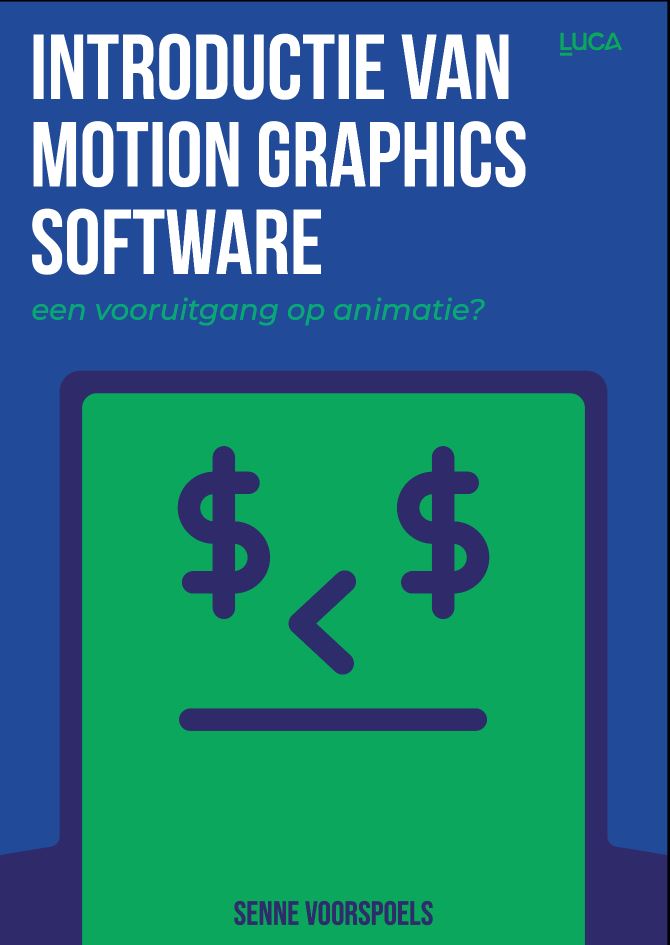 INTRODUCTIE VAN
MOTION GRAPHICS
SOFTWARE
een vooruitgang op animatie?
LUCA
$ $
<
SENNE VOORSPOELS